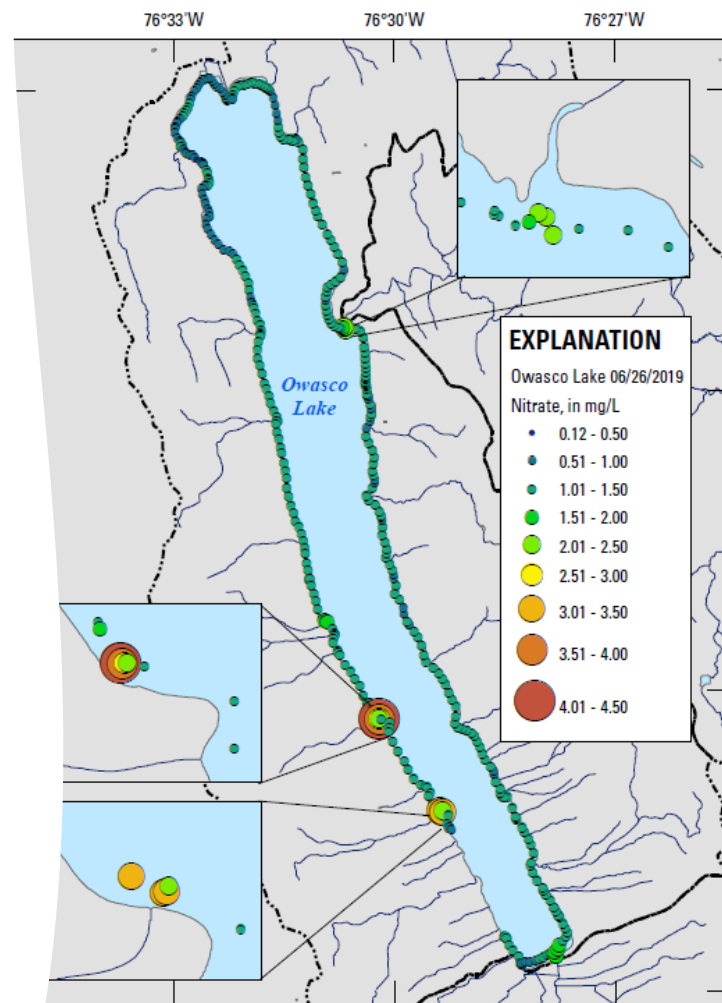 76°33'W 76°30'W 76°27'W
Owasco
Lake
EXPLANATION
Owasco Lake 06/26/2019
Nitrate, in mg/L
0.12 - 0.50
0.51 - 1.00
1.01 - 1.50
1.51 - 2.00
2.01 - 2.50
2.51 - 3.00
3.01 - 3.50
3.51 - 4.00
4.01 - 4.50